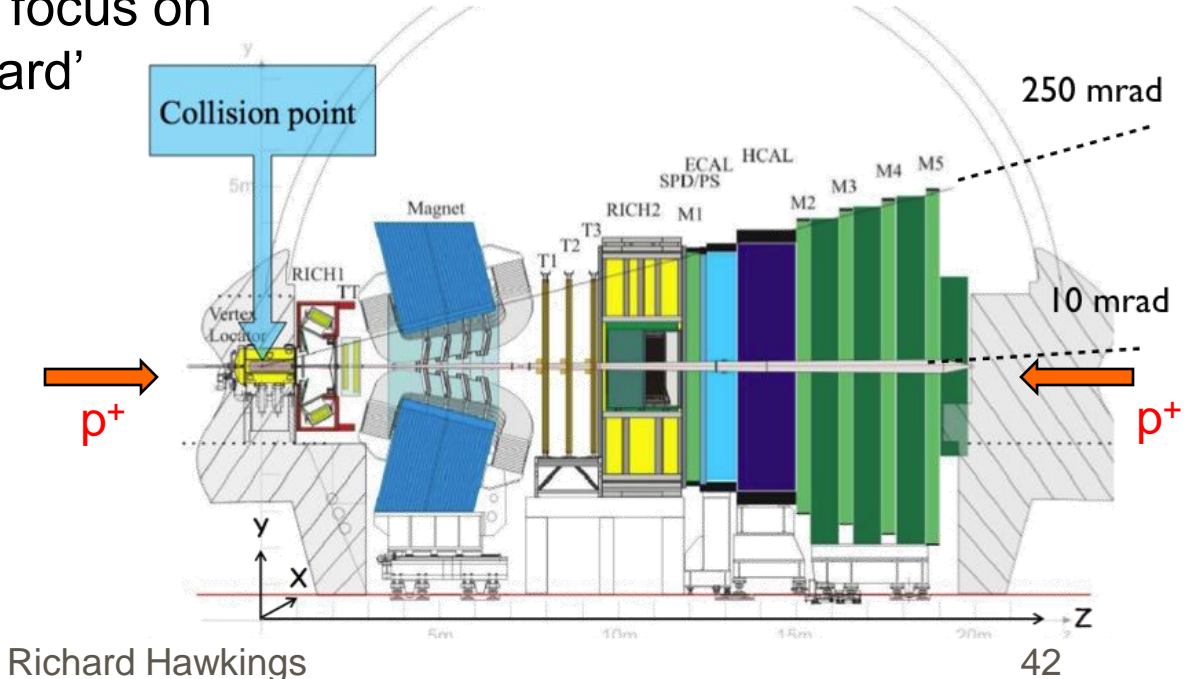 focus on
ard’
y
Collision point
250 mrad
HCAL
ECAL
SPD/PS
M5
M4
M3
M2
5m
Magnet
RICH2
M1
T3
T2
T1
RICH1
TT
Vertex
Locator
10 mrad
p+
p+
Y
X
Z
5m
10m
15m
20m
z
Richard Hawkings
42